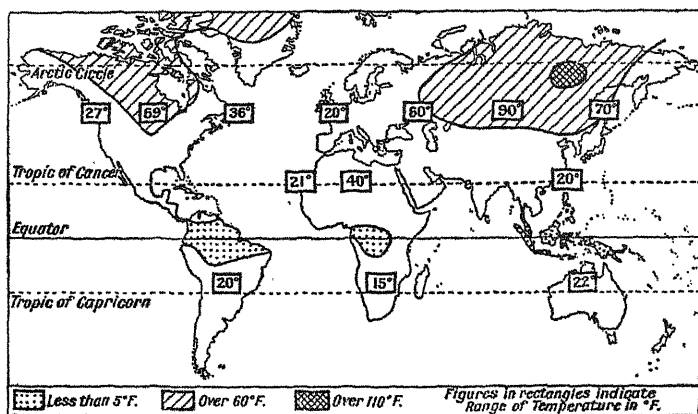 Arctic Circle
27° 69° 36° 20° 60° 90° 70°
Tropic of Cancer
21° 40° 20°
Equator
20° 15° 22°
Tropic of Capricorn
Less than 5°F. Over 60°F. Over 110°F. Figures in rectangles indicate
Range of Temperature in °F.